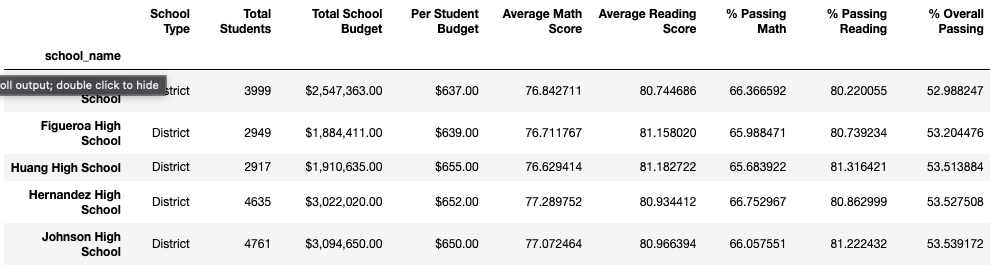 School Total Total School Per Student Average Math Average Reading % Passing % Passing % Overall
Type Students Budget Budget Score Score Math Reading Passing
school_name
oll output; double click to hide
School 3999 $2,547,363.00 $637.00 76.842711 80.744686 66.366592 80.220055 52.988247
Figueroa High
School District 2949 $1,884,411.00 $639.00 76.711767 81.158020 65.988471 80.739234 53.204476
Huang High School District 2917 $1,910,635.00 $655.00 76.629414 81.182722 65.683922 81.316421 53.513884
Hernandez High
School District 4635 $3,022,020.00 $652.00 77.289752 80.934412 66.752967 80.862999 53.527508
Johnson High
School District 4761 $3,094,650.00 $650.00 77.072464 80.966394 66.057551 81.222432 53.539172